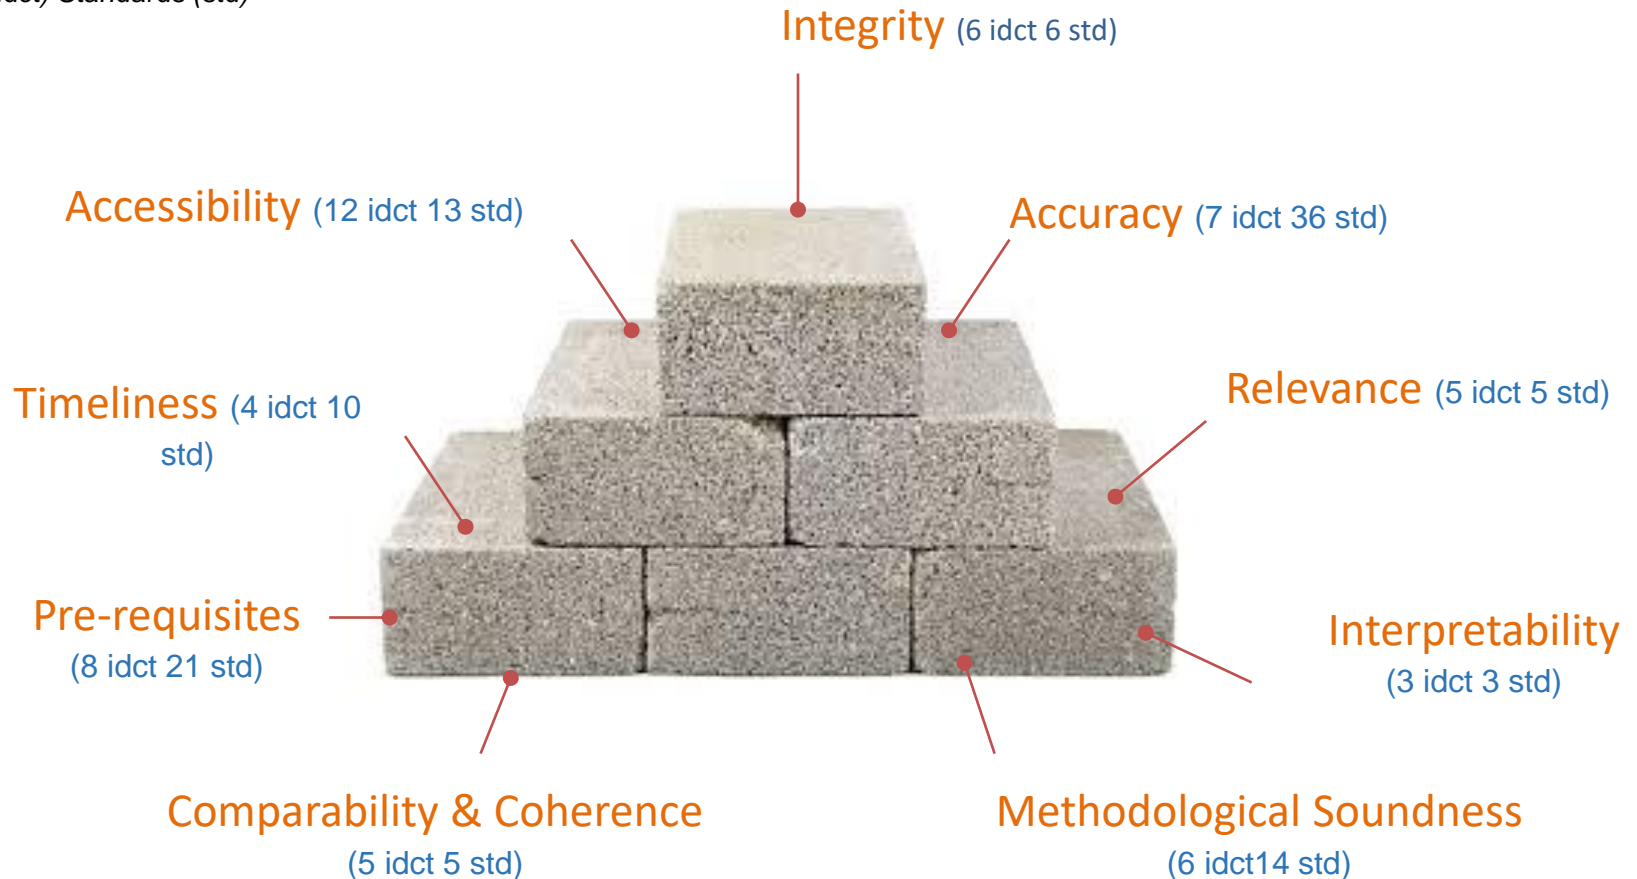 Standards (std)
Integrity (6 idct 6 std)
Accessibility (12 idct 13 std)
Accuracy (7 idct 36 std)
Timeliness (4 idct 10
std)
Relevance (5 idct 5 std)
Pre-requisites
(8 idct 21 std)
Interpretability
(3 idct 3 std)
Comparability & Coherence
(5 idct 5 std)
Methodological Soundness
(6 idct14 std)